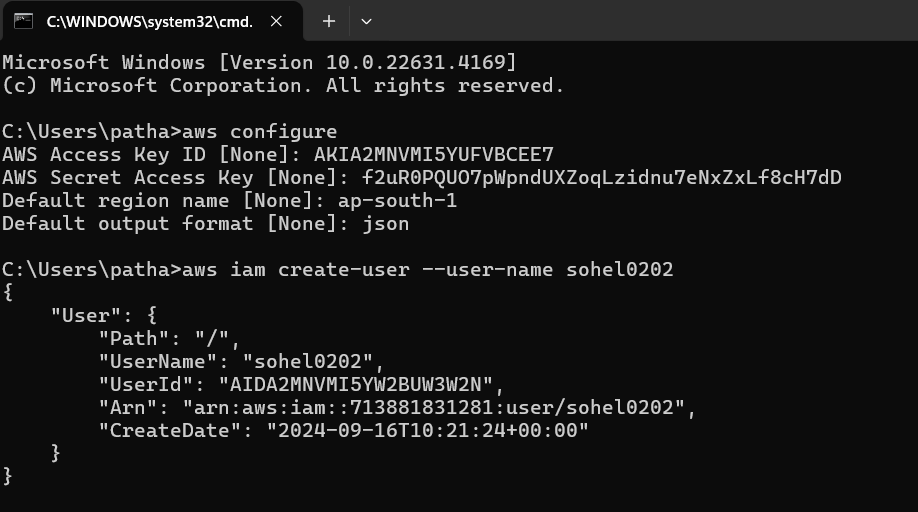 C:\WINDOWS\system32\cmd.
Microsoft Windows [Version 10.0.22631.4169]
(c) Microsoft Corporation. All rights reserved.
C:\Users\patha>aws configure
AWS Access Key ID [None]: AKIA2MNVMI5YUFVBCEE7
AWS Secret Access Key [None]: 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
Default region name [None]: ap-south-1
Default output format [None]: json
C:\Users\patha>aws iam create-user --user-name sohel0202
{
    "User": {
        "Path": "/",
        "UserName": "sohel0202",
        "UserId": "AIDA2MNVMI5YW2BUW3W2N",
        "Arn": "arn:aws:iam::713881831281:user/sohel0202",
        "CreateDate": "2024-09-16T10:21:24+00:00"
    }
}